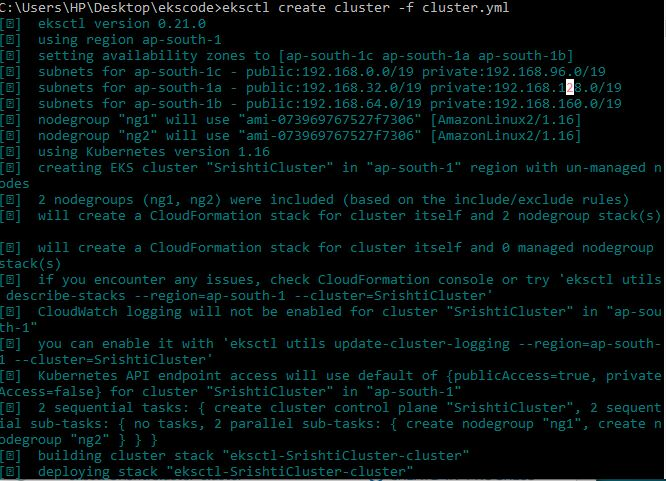 C:\Users\HP\Desktop\ekscode>eksctl create cluster -f cluster.yml
[?] eksctl version 0.21.0
[?] using region ap-south-1
[?] setting availability zones to [ap-south-1c ap-south-1a ap-south-1b]
[?] subnets for ap-south-1c - public:192.168.0.0/19 private:192.168.96.0/19
[?] subnets for ap-south-1a - public:192.168.32.0/19 private:192.168.128.0/19
[?] subnets for ap-south-1b - public:192.168.64.0/19 private:192.168.160.0/19
[?] nodegroup "ng1" will use "ami-073969767527f7306" [AmazonLinux2/1.16]
[?] nodegroup "ng2" will use "ami-073969767527f7306" [AmazonLinux2/1.16]
[?] using Kubernetes version 1.16
[?] creating EKS cluster "SrishtiCluster" in "ap-south-1" region with un-managed n
odes
[?] 2 nodegroups (ng1, ng2) were included (based on the include/exclude rules)
[?] will create a CloudFormation stack for cluster itself and 2 nodegroup stack(s)
[?] will create a CloudFormation stack for cluster itself and 0 managed nodegroup
stack(s)
[?] if you encounter any issues, check CloudFormation console or try 'eksctl utils
describe-stacks --region=ap-south-1 --cluster=SrishtiCluster'
[?] CloudWatch logging will not be enabled for cluster "SrishtiCluster" in "ap-sou
th-1"
[?] you can enable it with 'eksctl utils update-cluster-logging --region=ap-south-
1 --cluster=SrishtiCluster'
[?] Kubernetes API endpoint access will use default of {publicAccess=true, private
Access=false} for cluster "SrishtiCluster" in "ap-south-1"
[?] 2 sequential tasks: { create cluster control plane "SrishtiCluster", 2 sequent
ial sub-tasks: { no tasks, 2 parallel sub-tasks: { create nodegroup "ng1", create n
odegroup "ng2" } } }
[?] building cluster stack "eksctl-SrishtiCluster-cluster"
[?] deploying stack "eksctl-SrishtiCluster-cluster"